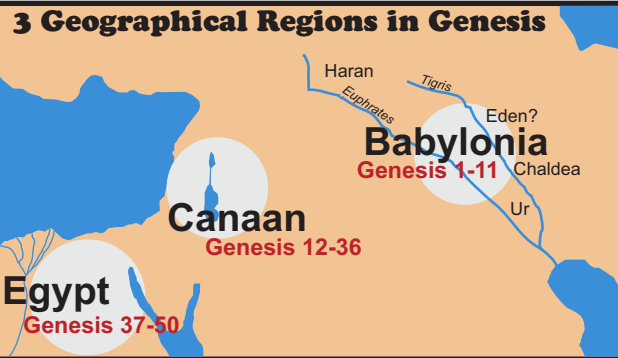 3 Geographical Regions in Genesis
Haran
Tigris
Euphrates
Eden?
Babylonia
Genesis 1-11
Chaldea
Ur
Canaan
Genesis 12-36
Egypt
Genesis 37-50